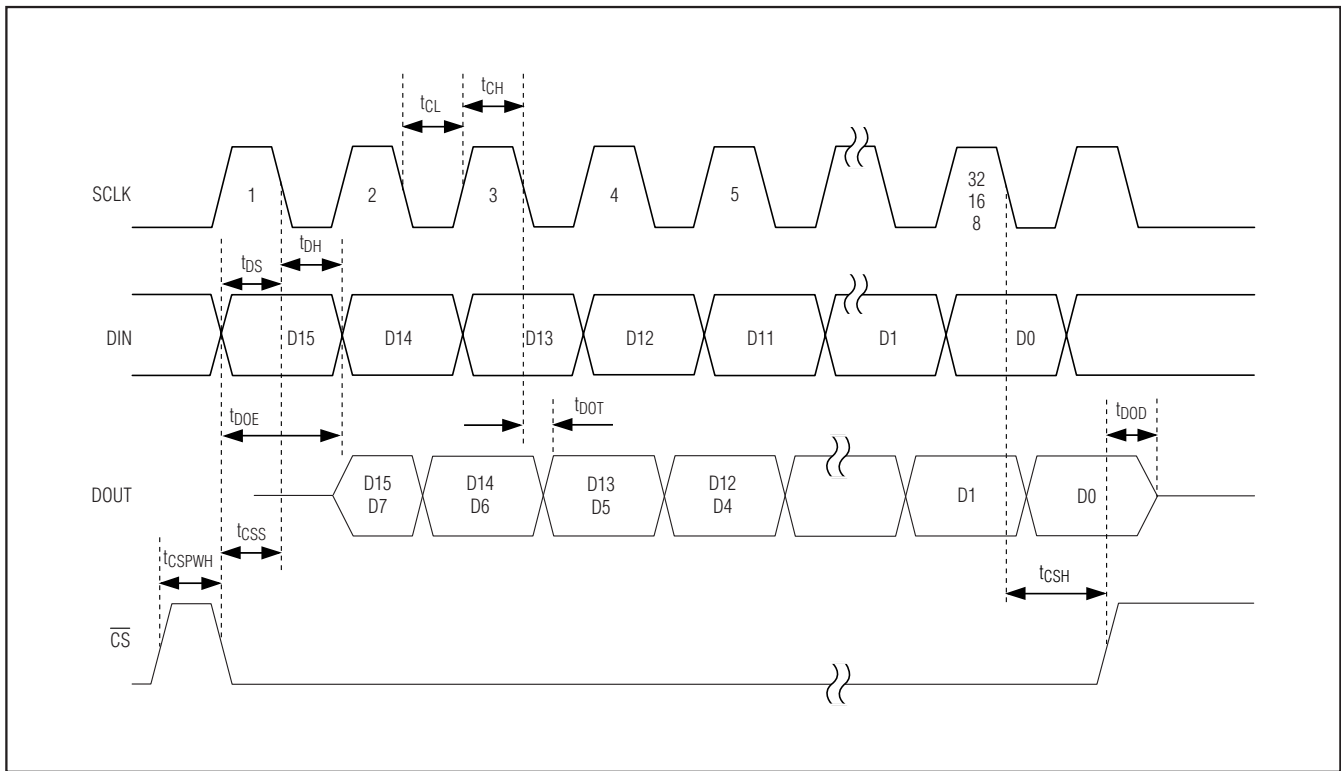 tCL
tCH
SCLK
1
2
3
4
5
32
16
8
tDS
tDH
DIN
D15
D14
D13
D12
D11
D1
D0
tDOE
tDOT
tDOD
DOUT
D15
D7
D14
D6
D13
D5
D12
D4
D1
D0
tCSS
tCSPWH
tCSH
CS